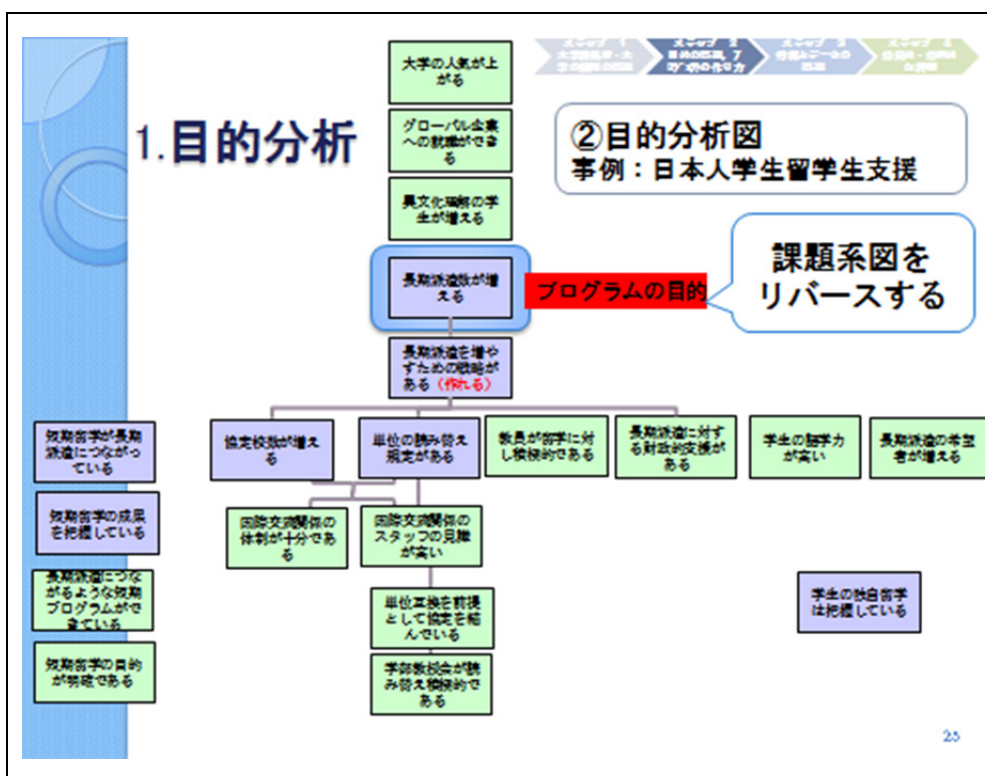 1.目的分析
②目的分析図
事例：日本人学生留学生支援
課題系図を
リバースする
プログラムの目的
大学の人気が上
がる
グローバル企業
への就職ができ
る
異文化理解の学
生が増える
長期派遣数が増
える
長期派遣を増や
すための戦略が
ある（作れる）
短期留学が長期
派遣につながっ
ている
協定校数が増え
る
単位の読み替え
規定がある
教員が留学に対
し積極的である
長期派遣に対す
る財政的支援が
ある
学生の語学力
が高い
長期派遣の希望
者が増える
短期留学の成果
を把握している
国際交流関係の
体制が十分であ
る
国際交流関係の
スタッフの見識
が高い
長期派遣につな
がるような短期
プログラムがで
きている
単位互換を前提
として協定を結
んでいる
学生の独自留学
は把握している
短期留学の目的
が明確である
学部教授会が読
み替え積極的で
ある
25